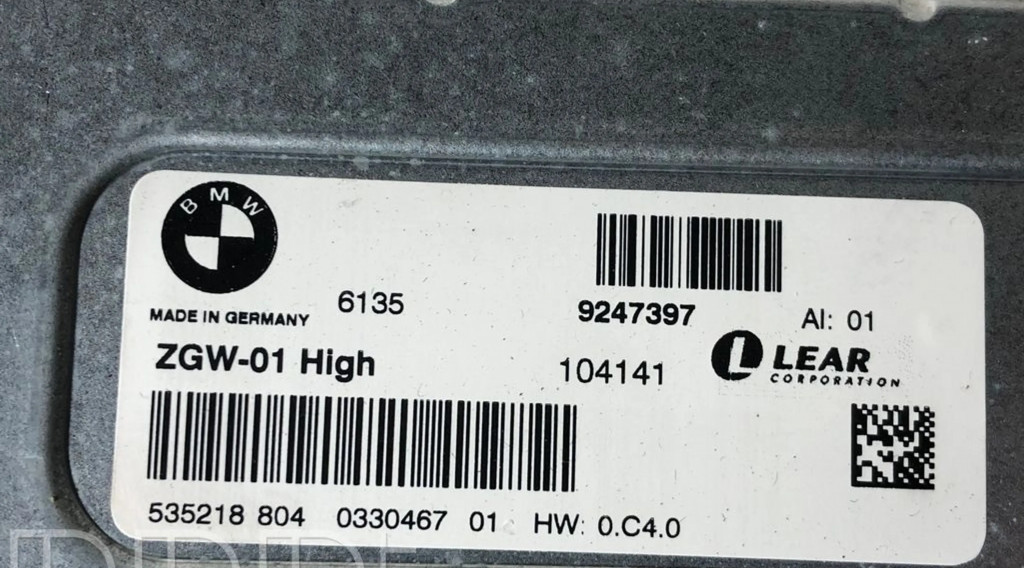 BMW
MADE IN GERMANY 6135 9247397 AI: 01
ZGW-01 High 104141 LEAR
CORPORATION
535218 804 0330467 01 HW: 0.C4.0